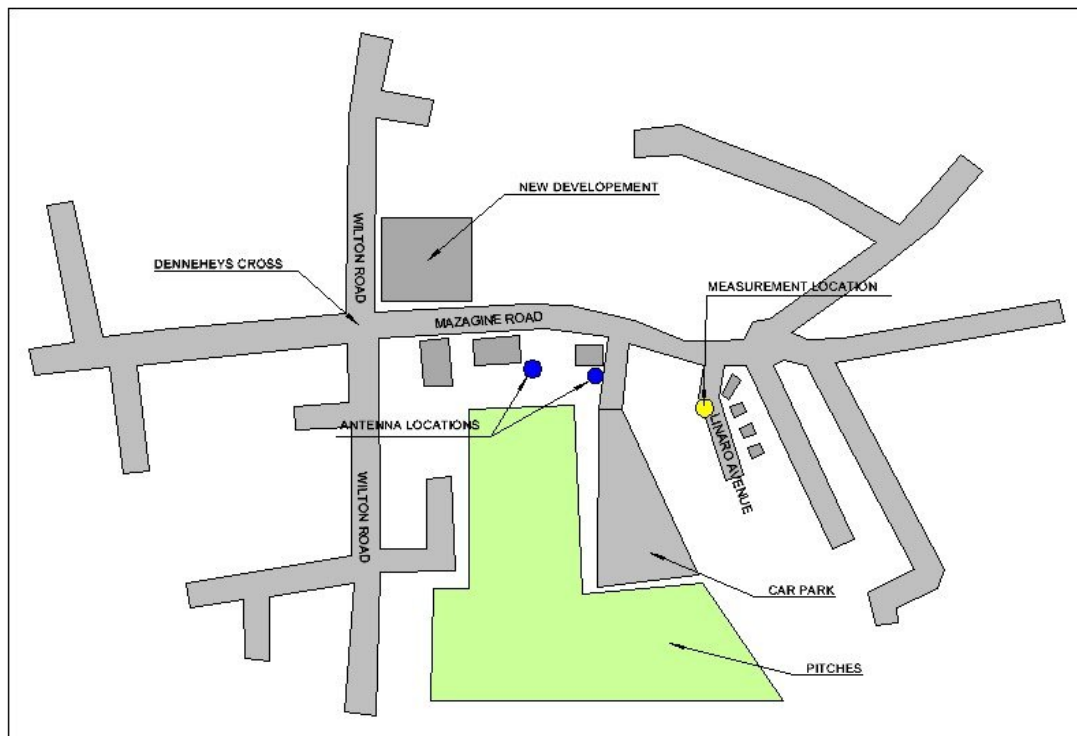 NEW DEVELOPEMENT
WILTON ROAD
DENNEHEYS CROSS
MEASUREMENT LOCATION
MAZAGINE ROAD
ANTENNA LOCATIONS
LINARO AVENUE
WILTON ROAD
CAR PARK
PITCHES